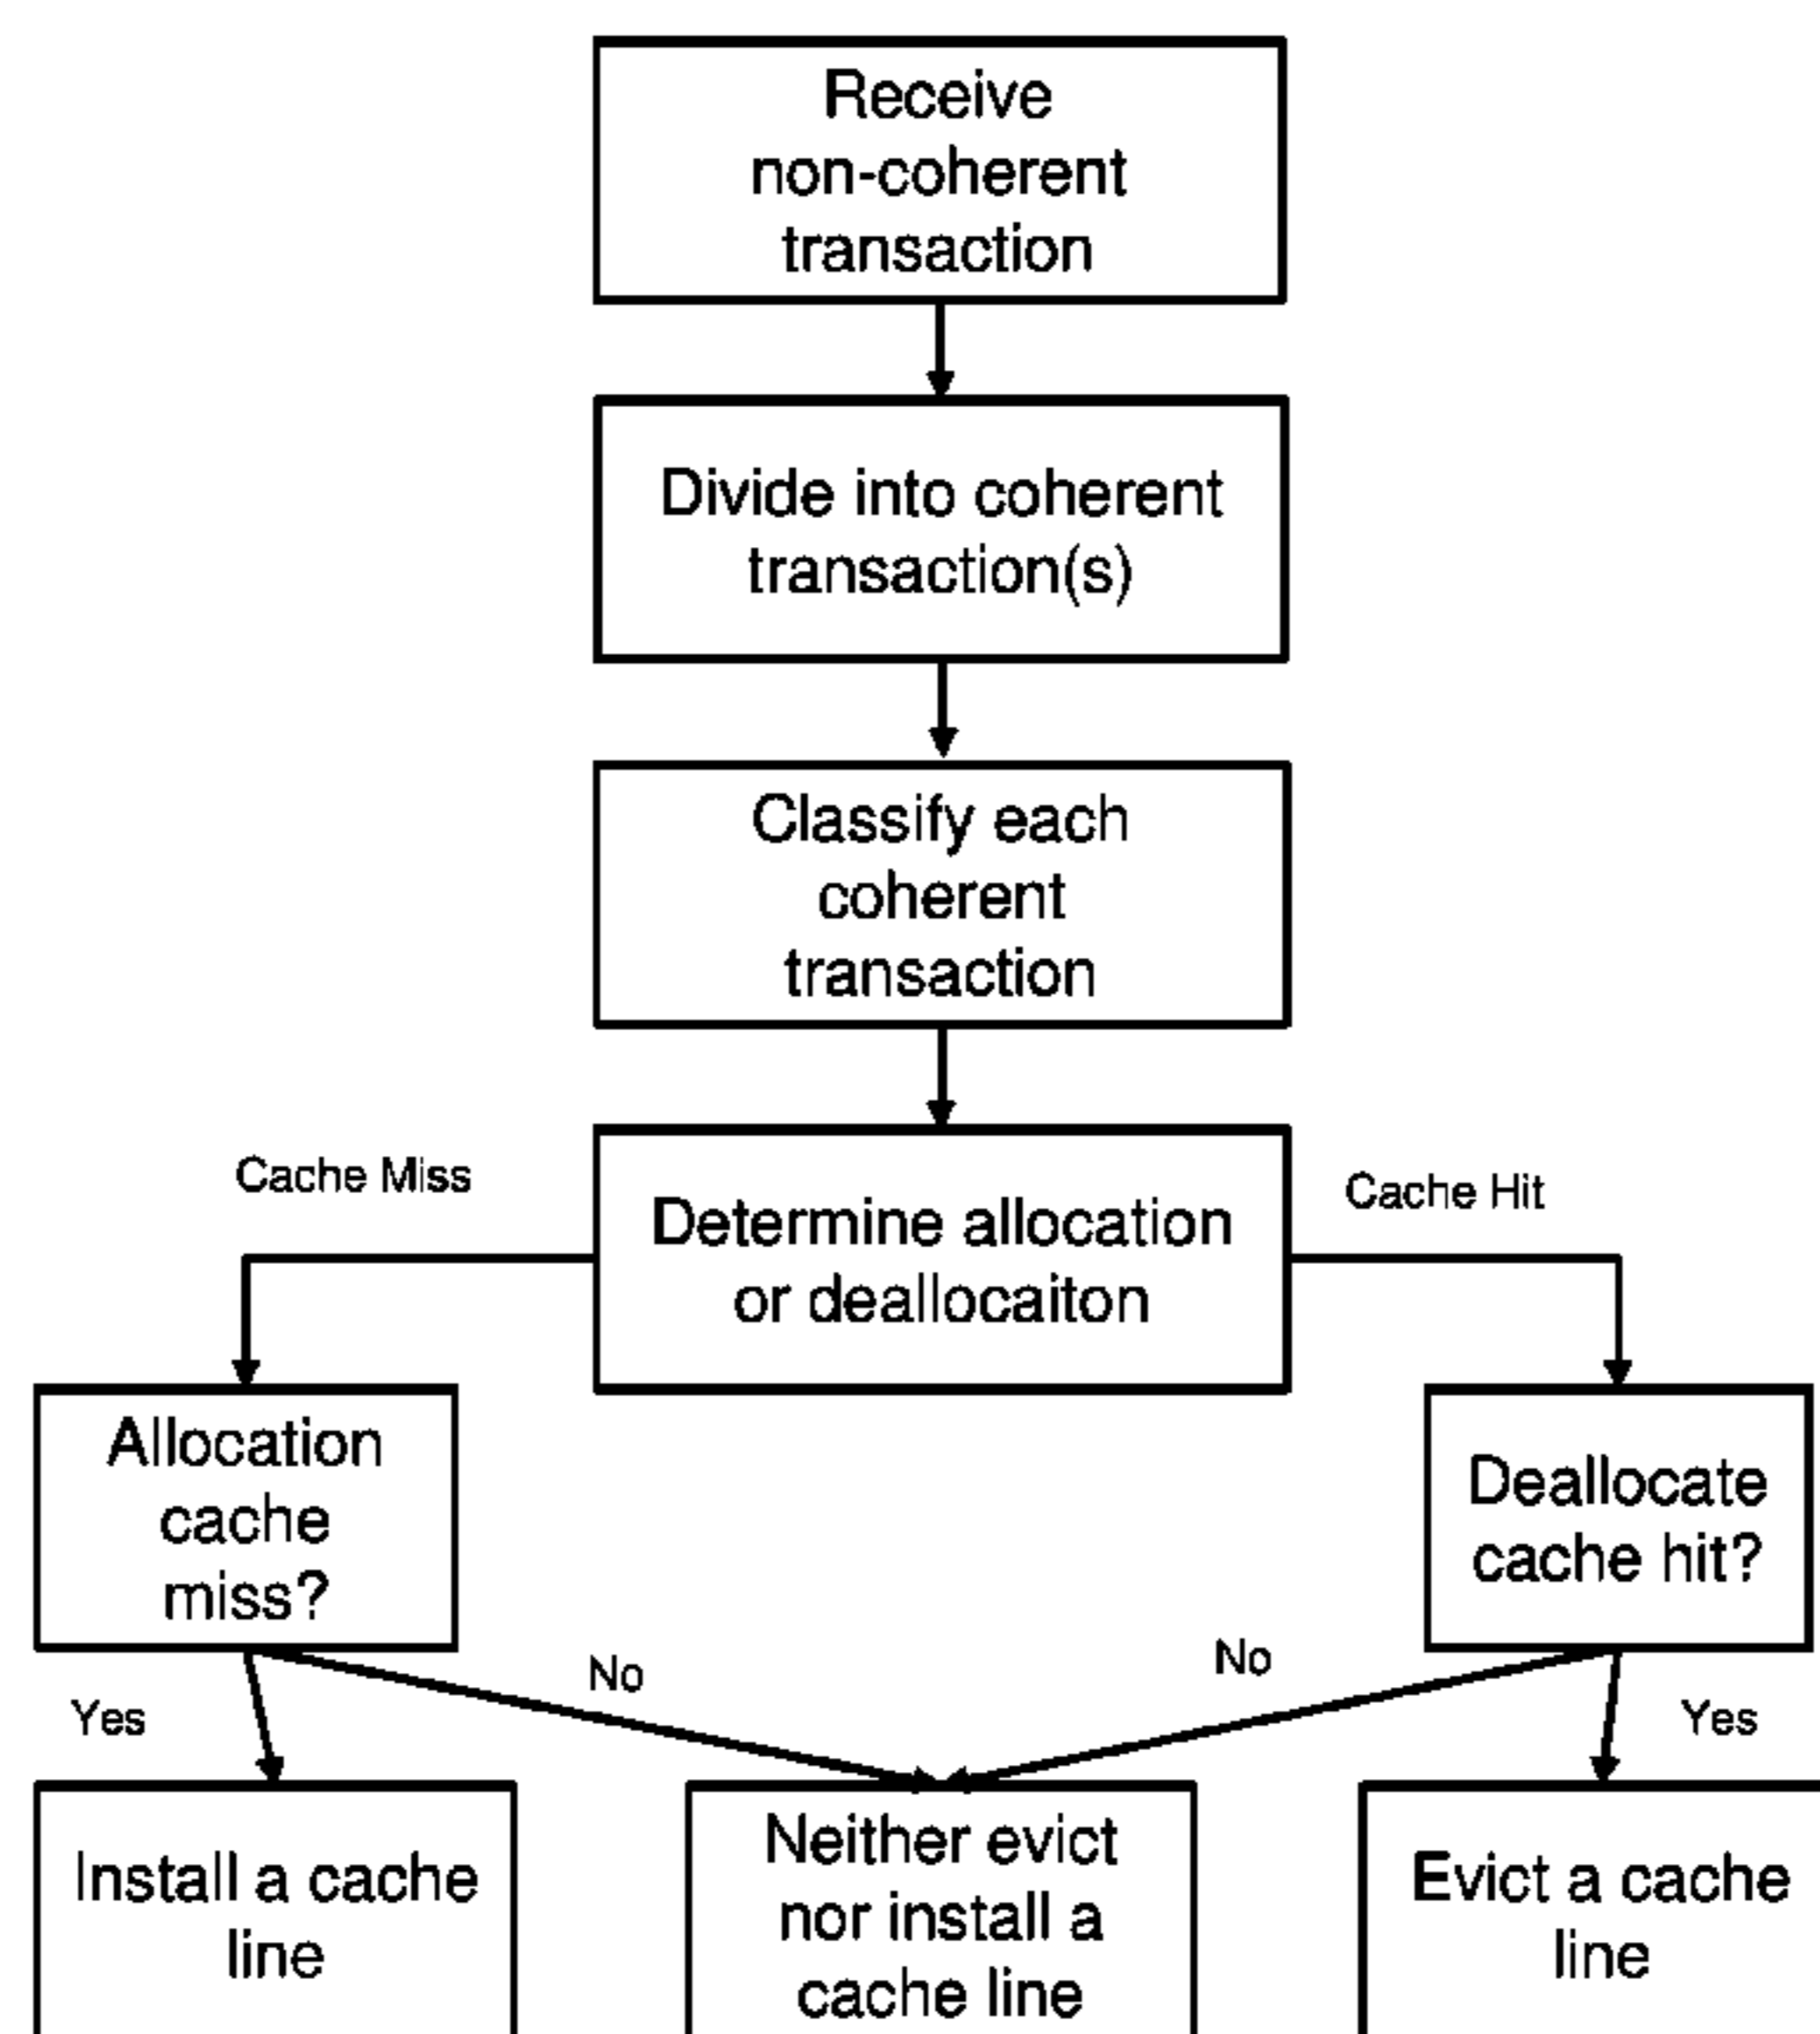 Receive
non-coherent
transaction
Divide into coherent
transaction(s)
Classify each
coherent
transaction
Cache Miss
Determine allocation
or deallocaiton
Cache Hit
Allocation
cache
miss?
Deallocate
cache hit?
Yes
No
No
Yes
Install a cache
line
Neither evict
nor install a
cache line
Evict a cache
line